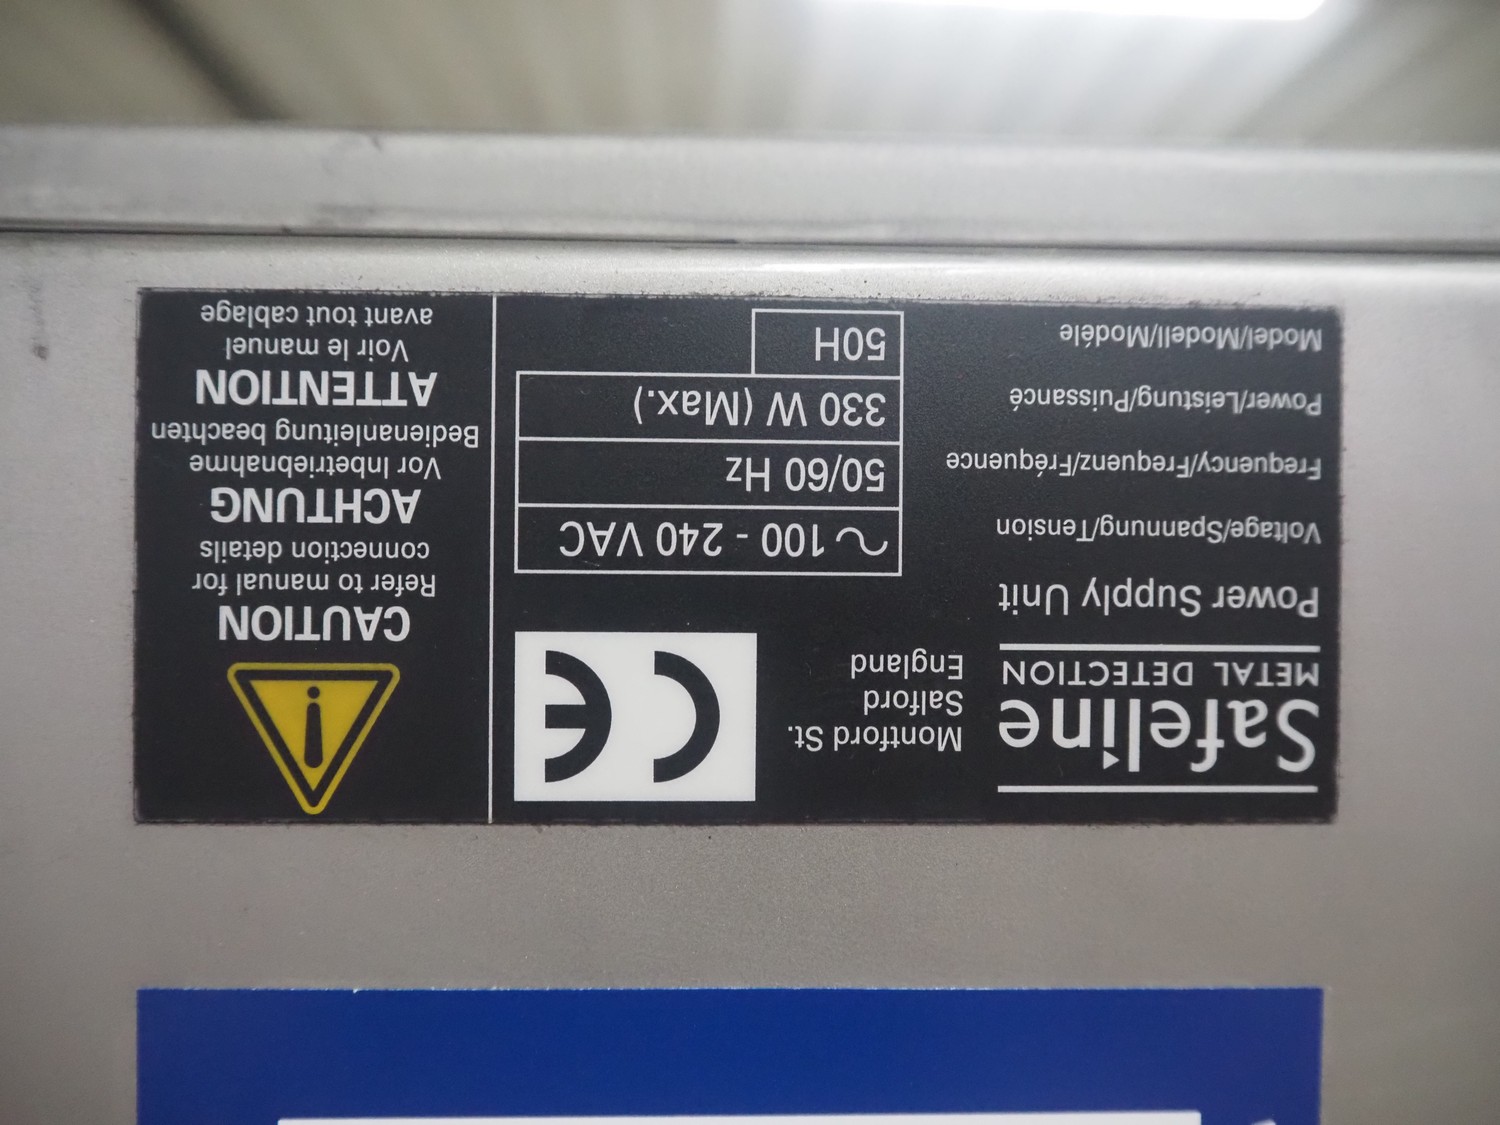 Safeline
METAL DETECTION
Montford St.
Salford
England
CE
Power Supply Unit
Voltage/Spannung/Tension
~ 100 - 240 VAC
Frequency/Frequenz/Fréquence
50/60 Hz
Power/Leistung/Puissancé
330 W (Max.)
Model/Modell/Modéle
50H
i
CAUTION
Refer to manual for
connection details
ACHTUNG
Vor Inbetriebnahme
Bedienanleitung beachten
ATTENTION
Voir le manuel
avant tout cablage